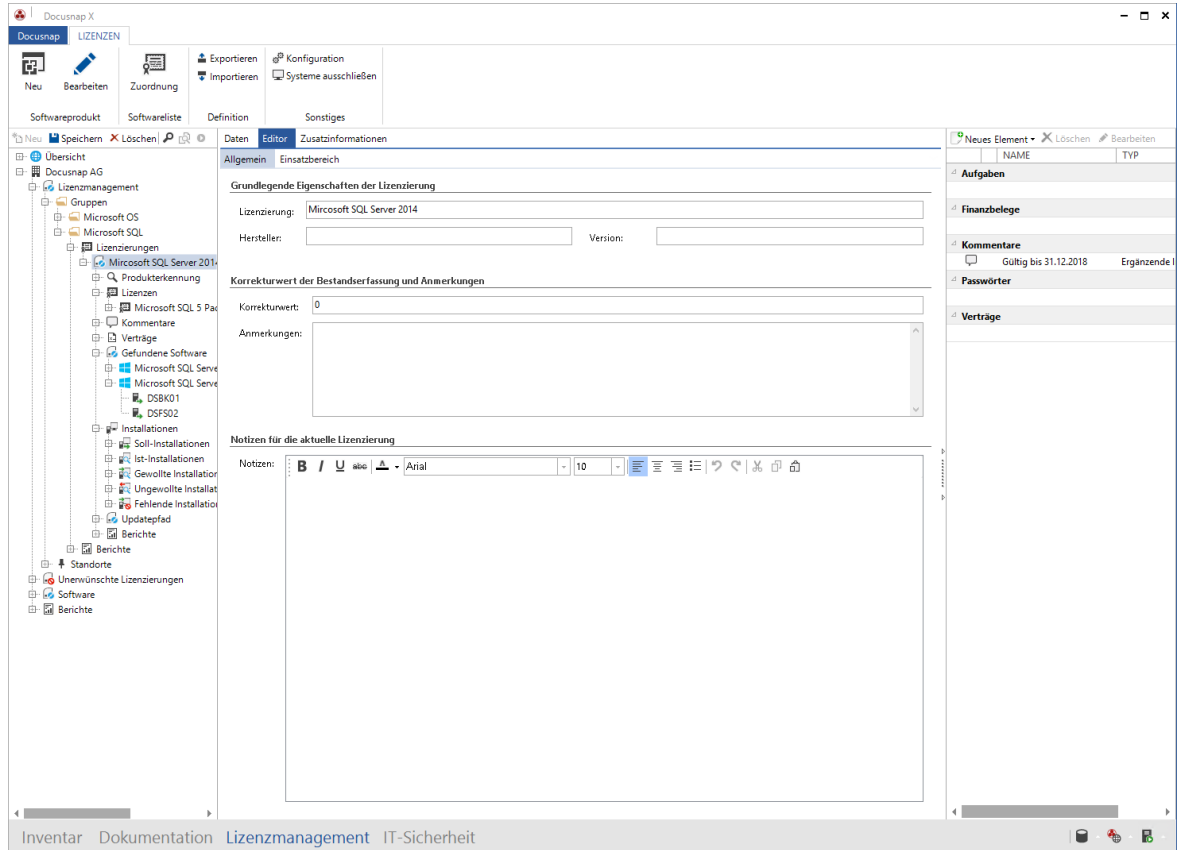 Docusnap X
Docusnap LIZENZEN
Neu Bearbeiten Zuordnung Exportieren Importieren Konfiguration Systeme ausschließen
Softwareprodukt Softwareliste Definition Sonstiges
Neu Speichern Löschen
Übersicht
Docusnap AG
Lizenzmanagement
Gruppen
Microsoft OS
Microsoft SQL
Lizenzierungen
Mircosoft SQL Server 201
Produkterkennung
Lizenzen
Microsoft SQL 5 Pac
Kommentare
Verträge
Gefundene Software
Microsoft SQL Serve
Microsoft SQL Serve
DSBK01
DSFS02
Installationen
Soll-Installationen
Ist-Installationen
Gewollte Installation
Ungewollte Installat
Fehlende Installation
Updatepfad
Berichte
Berichte
Standorte
Unerwünschte Lizenzierungen
Software
Berichte
Daten Editor Zusatzinformationen
Allgemein Einsatzbereich
Grundlegende Eigenschaften der Lizenzierung
Lizenzierung: Mircosoft SQL Server 2014
Hersteller: Version:
Korrekturwert der Bestandserfassung und Anmerkungen
Korrekturwert: 0
Anmerkungen:
Notizen für die aktuelle Lizenzierung
Notizen: B I U abc A Arial 10
Neues Element Löschen Bearbeiten
NAME TYP
Aufgaben
Finanzbelege
Kommentare
Gültig bis 31.12.2018 Ergänzende I
Passwörter
Verträge
Inventar Dokumentation Lizenzmanagement IT-Sicherheit